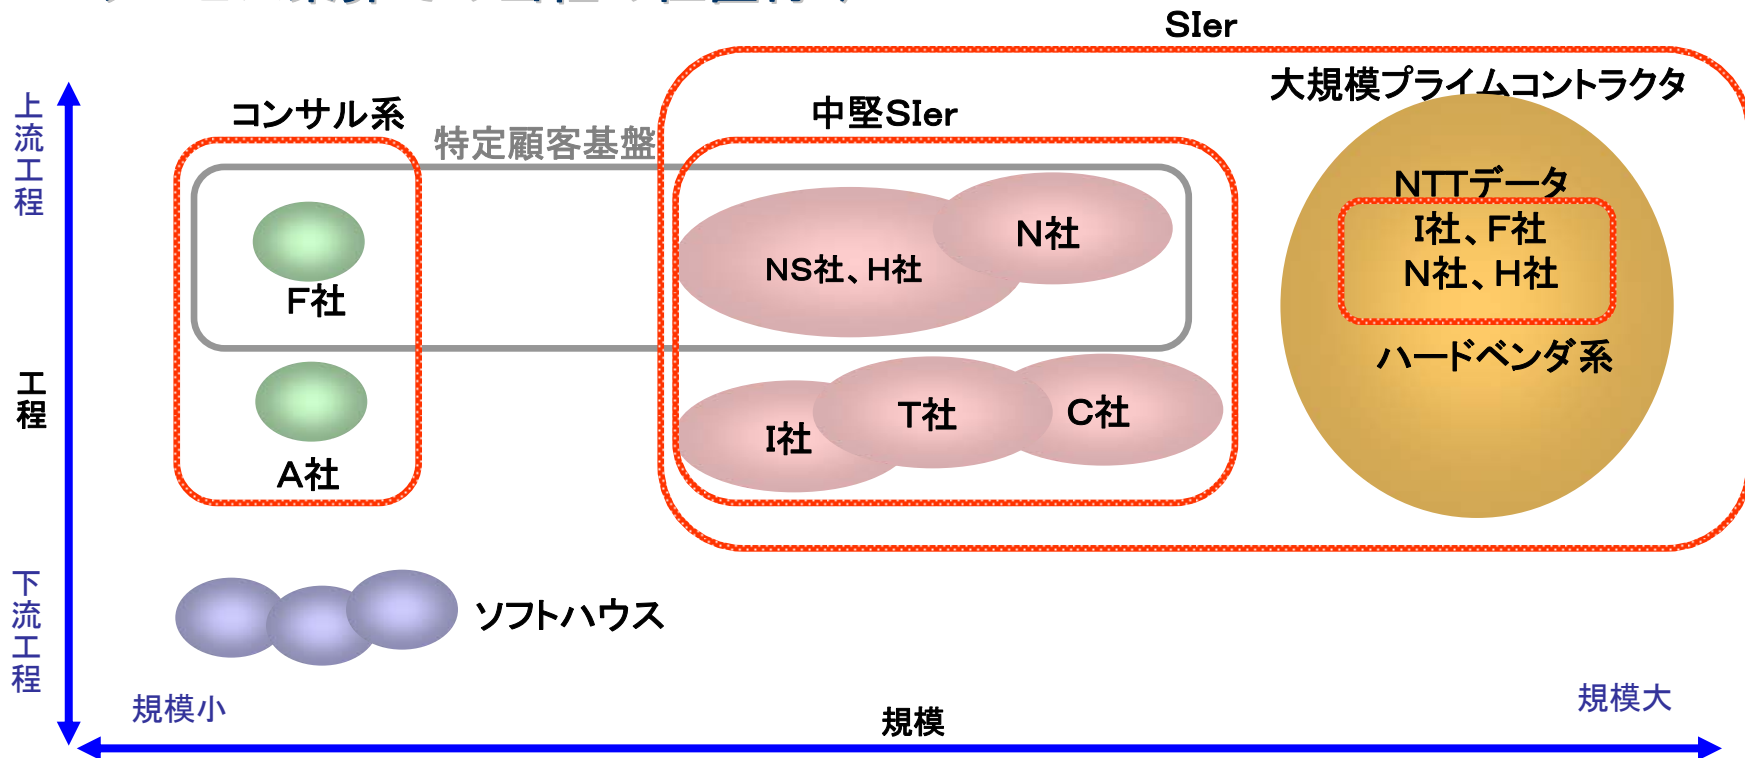 SIer
大規模プライムコントラクタ
コンサル系
中堅SIer
特定顧客基盤
上流工程
NTTデータ
I社、F社
N社、H社
ハードベンダ系
N社
NS社、H社
F社
工程
I社
T社
C社
A社
下流工程
ソフトハウス
規模小
規模
規模大